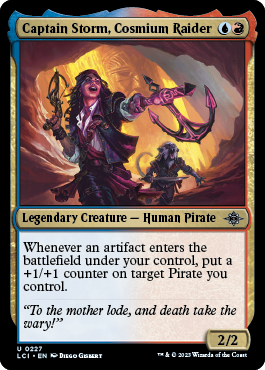 Captain Storm, Cosmium Raider
Legendary Creature — Human Pirate
Whenever an artifact enters the
battlefield under your control, put a
+1/+1 counter on target Pirate you
control.
“To the mother lode, and death take the
wary!”
2/2
U 0227
LCI • EN Diego Gisbert
™ & © 2023 Wizards of the Coast